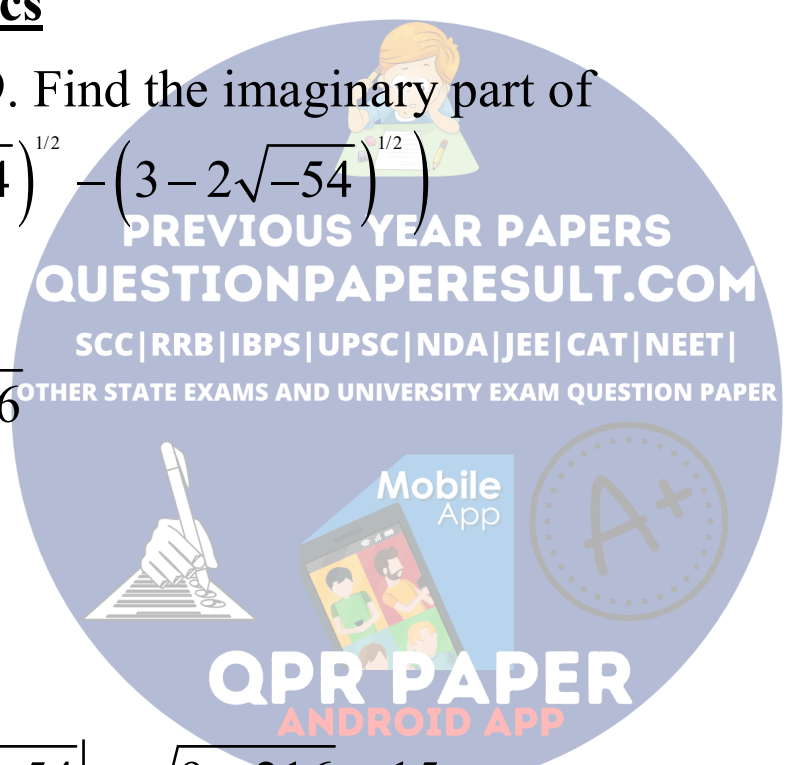 cs
9. Find the imaginary part of
4)^{1/2} − (3 − 2√−54)^{1/2})
PREVIOUS YEAR PAPERS
QUESTIONPAPERESULT.COM
SCC|RRB|IBPS|UPSC|NDA|JEE|CAT|NEET|
6
OTHER STATE EXAMS AND UNIVERSITY EXAM QUESTION PAPER
Mobile
App
A+
QPR PAPER
ANDROID APP